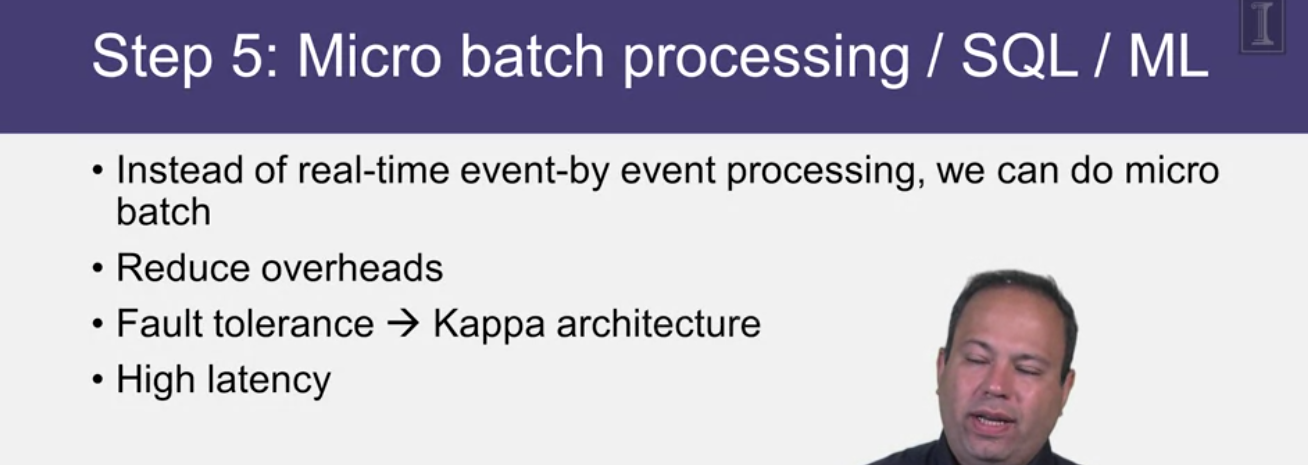 Step 5: Micro batch processing / SQL / ML
• Instead of real-time event-by event processing, we can do micro
batch
• Reduce overheads
• Fault tolerance → Kappa architecture
• High latency